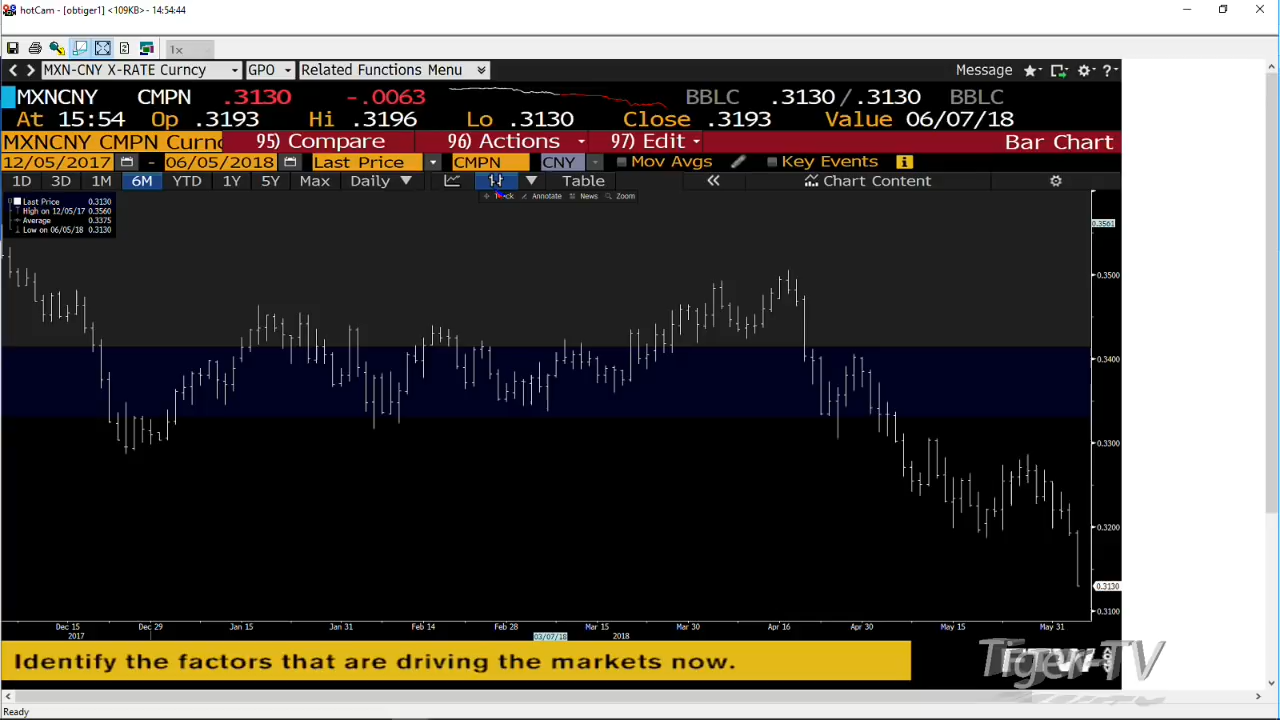 hotCam - [obtiger1] <109KB> - 14:54:44
1x
MXN-CNY X-RATE Curncy GPO Related Functions Menu Message ?
MXNCNY CMPN .3130 -.0063 BBLC .3130/.3130 BBLC
At 15:54 Op .3193 Hi .3196 Lo .3130 Close .3193 Value 06/07/18
MXNCNY CMPN Curnc 95) Compare 96) Actions 97) Edit Bar Chart
12/05/2017 - 06/05/2018 Last Price CMPN CNY Mov Avgs Key Events
1D 3D 1M 6M YTD 1Y 5Y Max Daily Table Chart Content
Track Annotate News Zoom
Last Price 0.3130
High on 12/05/17 0.3560
Average 0.3375
Low on 06/05/18 0.3130
0.3561
0.3500
0.3400
0.3300
0.3200
0.3130
0.3100
Dec 15 Dec 29 Jan 15 Jan 31 Feb 14 Feb 28 Mar 15 Mar 30 Apr 16 Apr 30 May 15 May 31
2017 03/07/18 2018
Identify the factors that are driving the markets now.
Tiger-TV
Ready